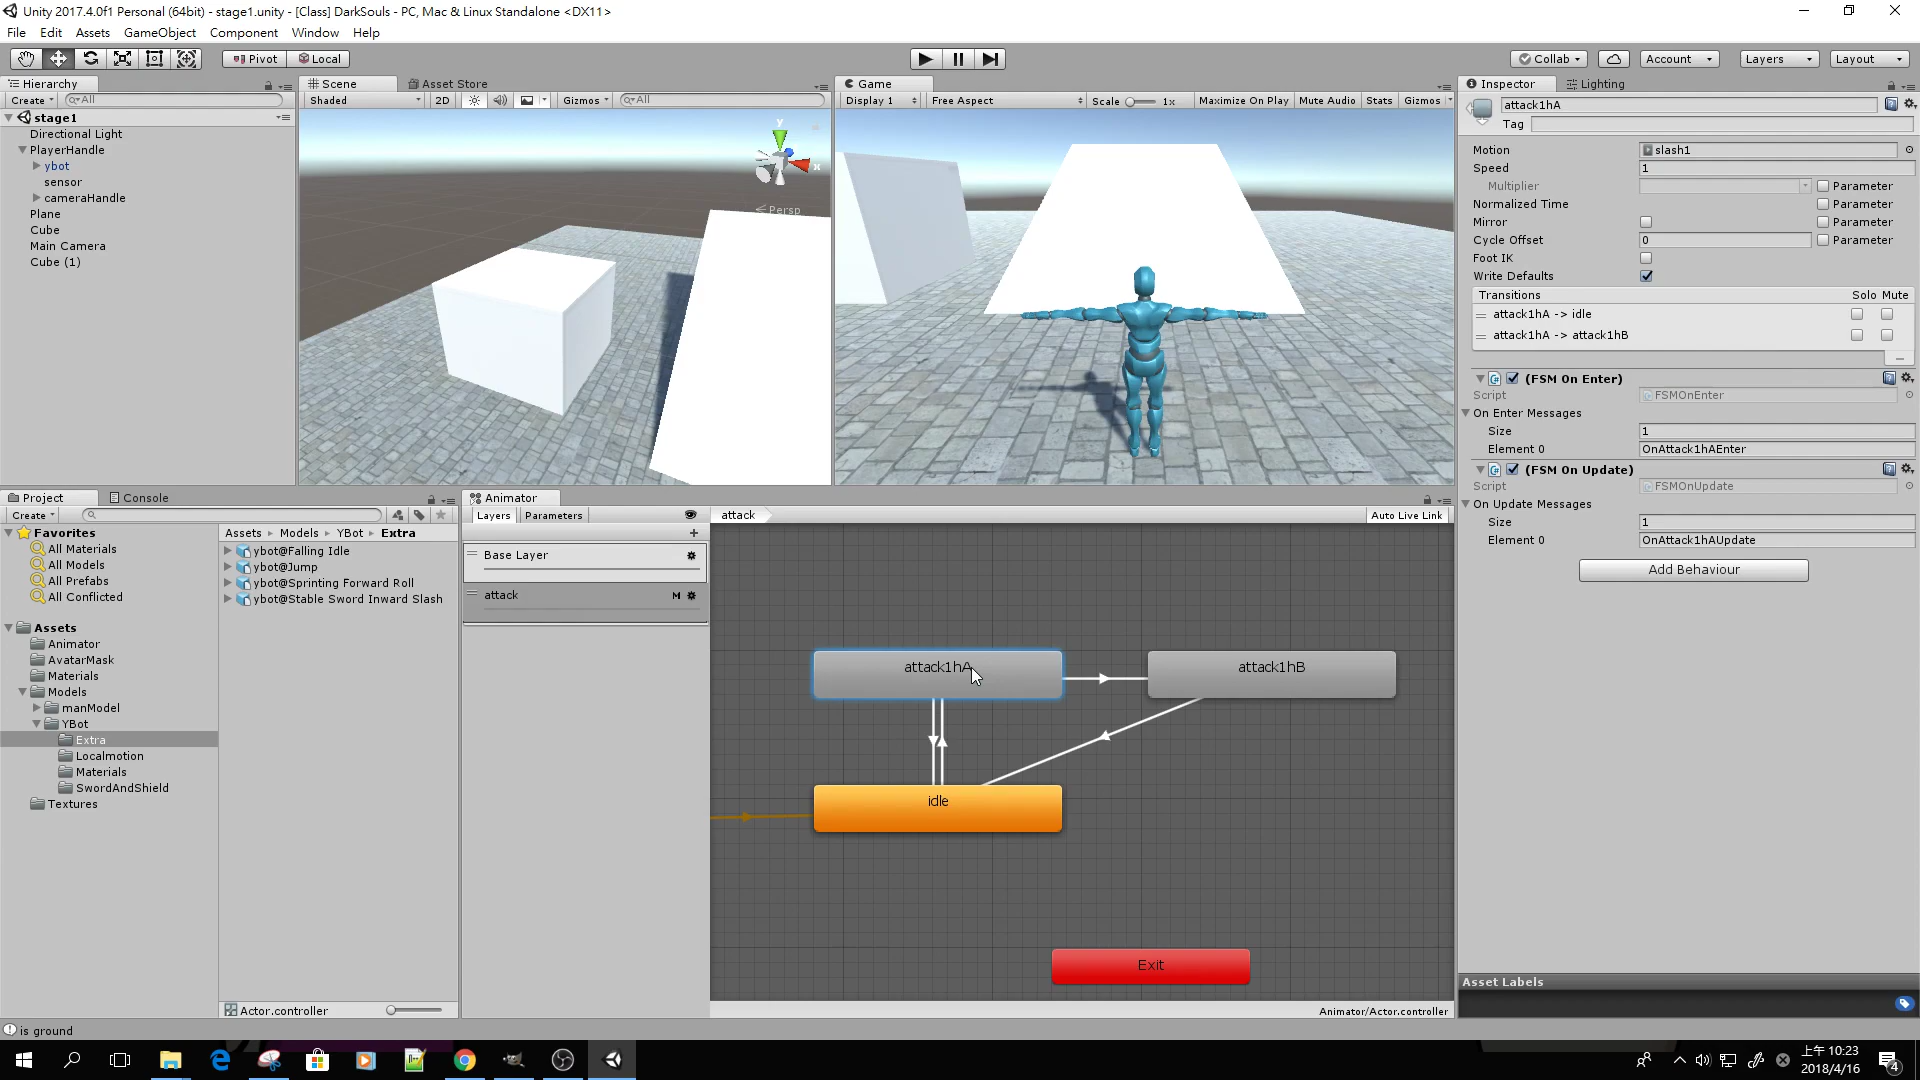 Unity 2017.4.0f1 Personal (64bit) - stage1.unity - [Class] DarkSouls - PC, Mac & Linux Standalone <DX11>
File Edit Assets GameObject Component Window Help
Pivot Local Collab Account Layers Layout
Hierarchy
Create All
stage1
Directional Light
PlayerHandle
ybot
sensor
cameraHandle
Plane
Cube
Main Camera
Cube (1)
Scene Asset Store
Shaded 2D Gizmos All
y
x
Persp
Game
Display 1 Free Aspect Scale 1x Maximize On Play Mute Audio Stats Gizmos
Inspector Lighting
attack1hA
Tag
Motion slash1
Speed 1
Multiplier Parameter
Normalized Time Parameter
Mirror Parameter
Cycle Offset 0 Parameter
Foot IK
Write Defaults
Transitions Solo Mute
attack1hA -> idle
attack1hA -> attack1hB
(FSM On Enter)
Script FSMOnEnter
On Enter Messages
Size 1
Element 0 OnAttack1hAEnter
(FSM On Update)
Script FSMOnUpdate
On Update Messages
Size 1
Element 0 OnAttack1hAUpdate
Add Behaviour
Asset Labels
Project Console
Create
Favorites
All Materials
All Models
All Prefabs
All Conflicted
Assets
Animator
AvatarMask
Materials
Models
manModel
YBot
Extra
Localmotion
Materials
SwordAndShield
Textures
Assets Models YBot Extra
ybot@Falling Idle
ybot@Jump
ybot@Sprinting Forward Roll
ybot@Stable Sword Inward Slash
Actor.controller
Animator
Layers Parameters
Base Layer
attack M
attack Auto Live Link
attack1hA
attack1hB
idle
Exit
Animator/Actor.controller
is ground
上午 10:23
2018/4/16
4